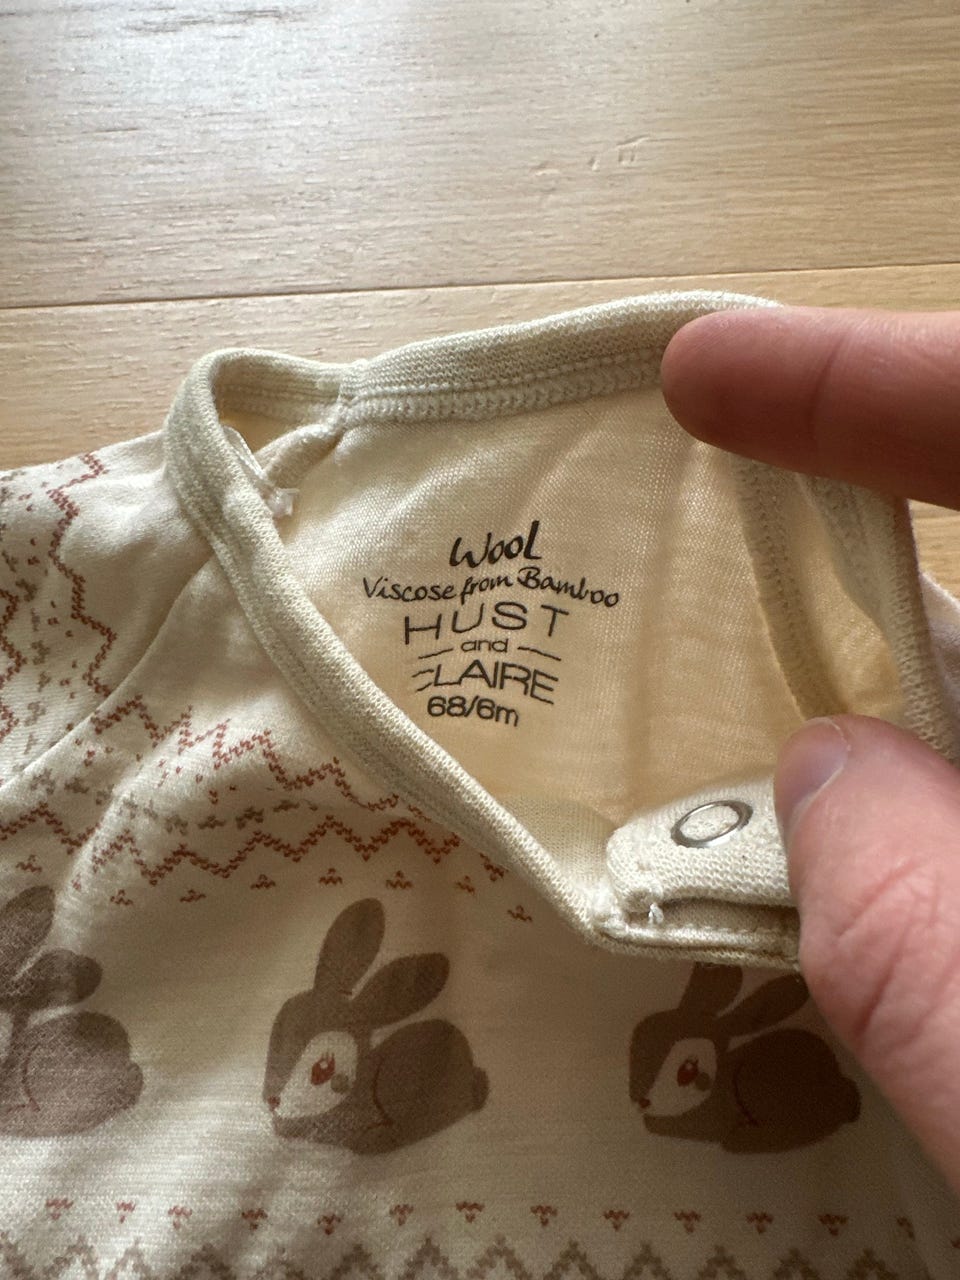 Wool
Viscose from Bamboo
HUST
and
CLAIRE
68/6m